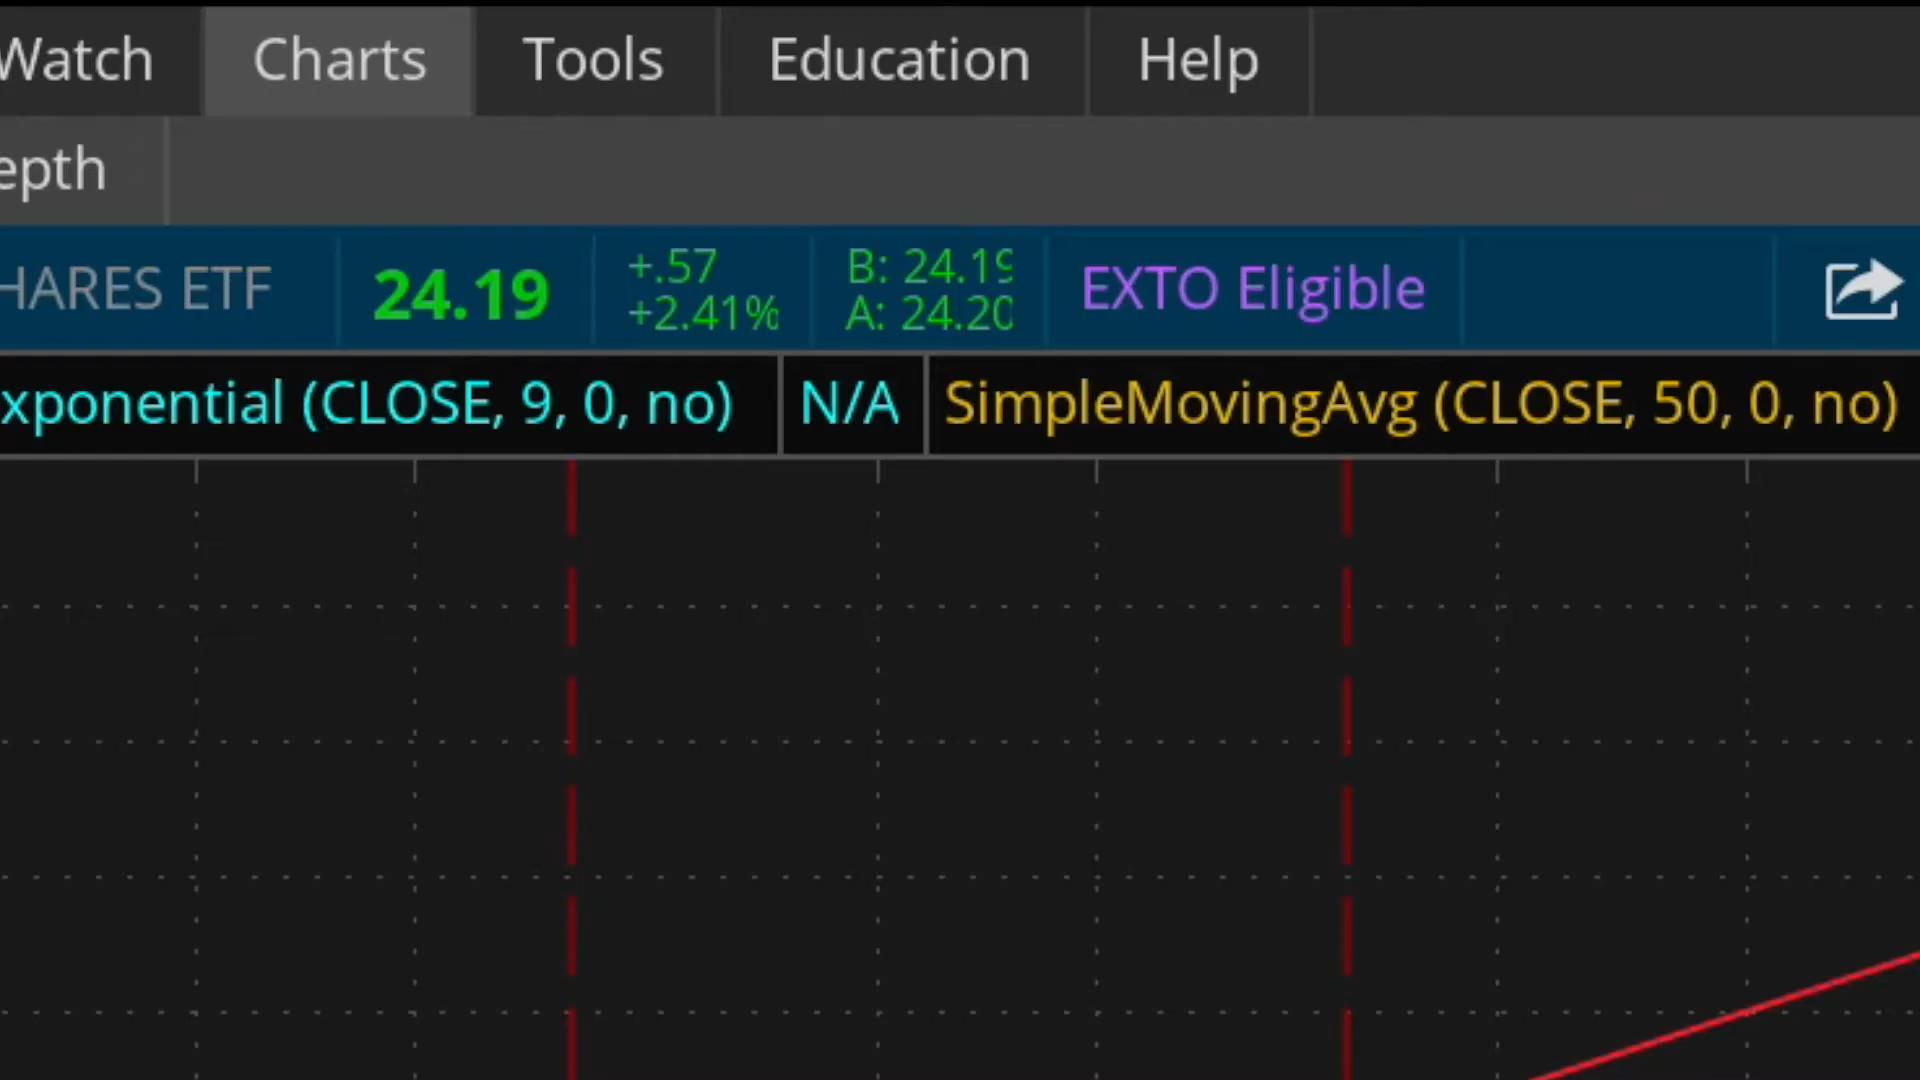 Watch Charts Tools Education Help
epth
HARES ETF 24.19 +.57 B: 24.19 EXTO Eligible
+2.41% A: 24.20
xponential (CLOSE, 9, 0, no) N/A SimpleMovingAvg (CLOSE, 50, 0, no)